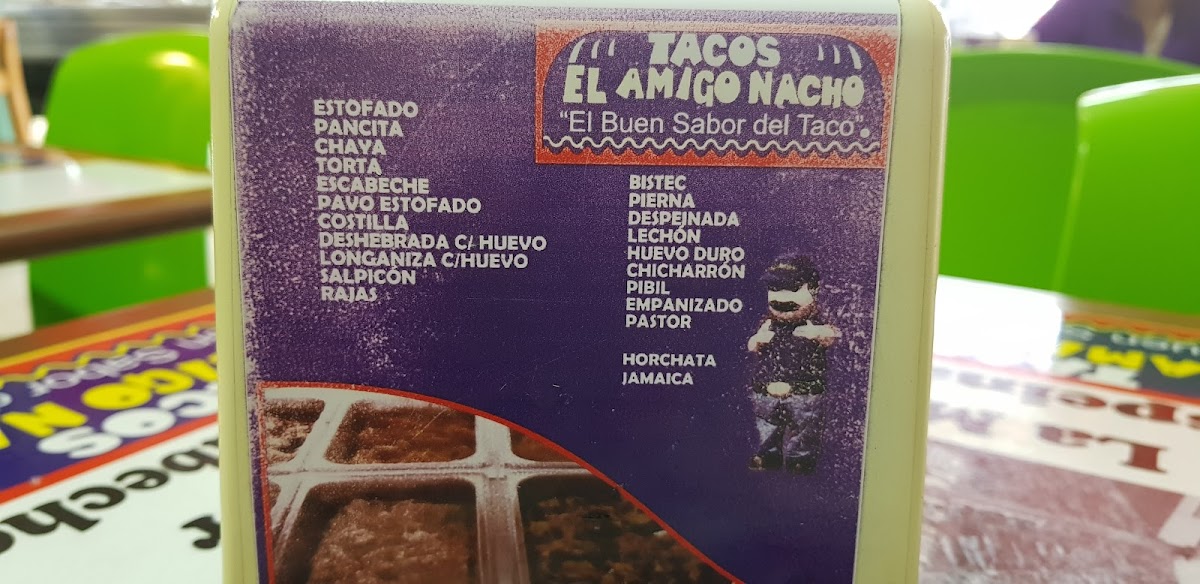 TACOS
EL AMIGO NACHO
"El Buen Sabor del Taco".
ESTOFADO
PANCITA
CHAYA
TORTA
ESCABECHE
PAVO ESTOFADO
COSTILLA
DESHEBRADA C/ HUEVO
LONGANIZA C/HUEVO
SALPICÓN
RAJAS
BISTEC
PIERNA
DESPEINADA
LECHÓN
HUEVO DURO
CHICHARRÓN
PIBIL
EMPANIZADO
PASTOR
HORCHATA
JAMAICA